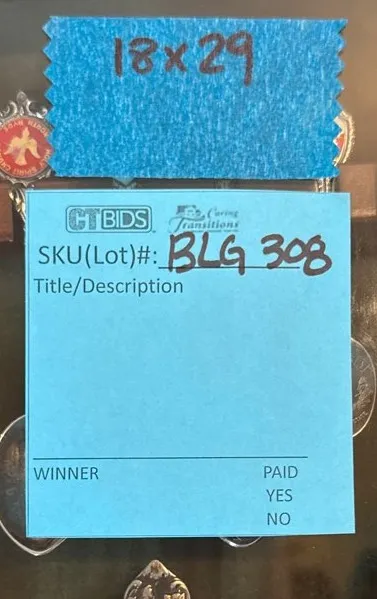 18x29
CTBIDS
Caring
Transitions
SKU(Lot)#: BLG 308
Title/Description
WINNER
PAID
YES
NO